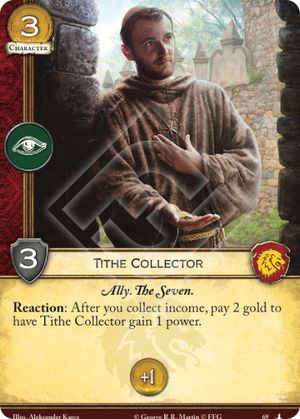 3
Character
3
Tithe Collector
Ally. The Seven.
Reaction: After you collect income, pay 2 gold to
have Tithe Collector gain 1 power.
+1
Illus. Aleksander Karcz © George R.R. Martin © FFG